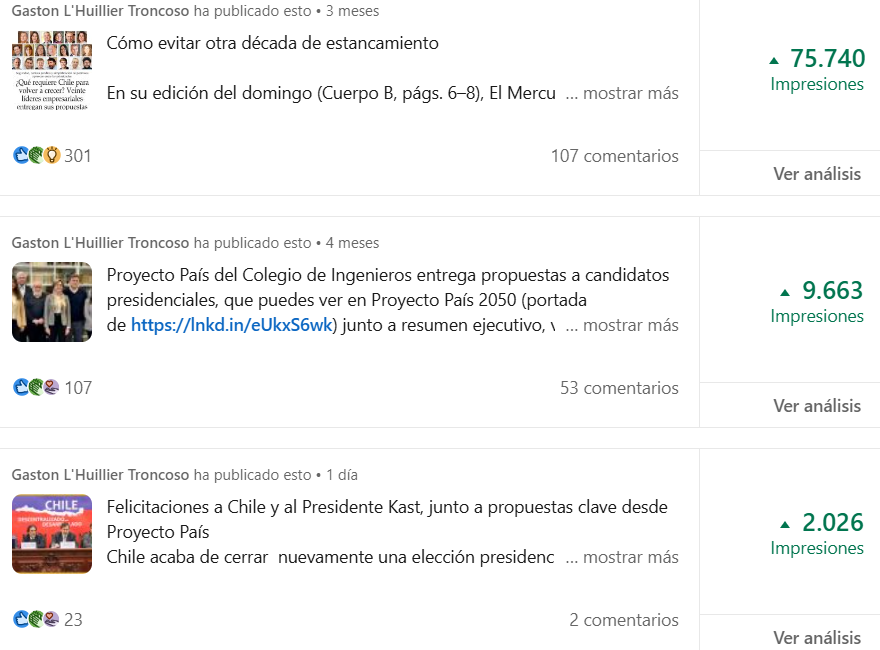 Gaston L'Huillier Troncoso ha publicado esto • 3 meses
¿Qué requiere Chile para
volver a crecer? Veinte
líderes empresariales
entregan sus propuestas
Cómo evitar otra década de estancamiento
En su edición del domingo (Cuerpo B, págs. 6–8), El Mercu ... mostrar más
301
107 comentarios
75.740
Impresiones
Ver análisis
Gaston L'Huillier Troncoso ha publicado esto • 4 meses
Proyecto País del Colegio de Ingenieros entrega propuestas a candidatos
presidenciales, que puedes ver en Proyecto País 2050 (portada
de https://lnkd.in/eUkxS6wk) junto a resumen ejecutivo, ... mostrar más
107
53 comentarios
9.663
Impresiones
Ver análisis
Gaston L'Huillier Troncoso ha publicado esto • 1 día
CHILE
Felicitaciones a Chile y al Presidente Kast, junto a propuestas clave desde
Proyecto País
Chile acaba de cerrar nuevamente una elección presidenc ... mostrar más
23
2 comentarios
2.026
Impresiones
Ver análisis